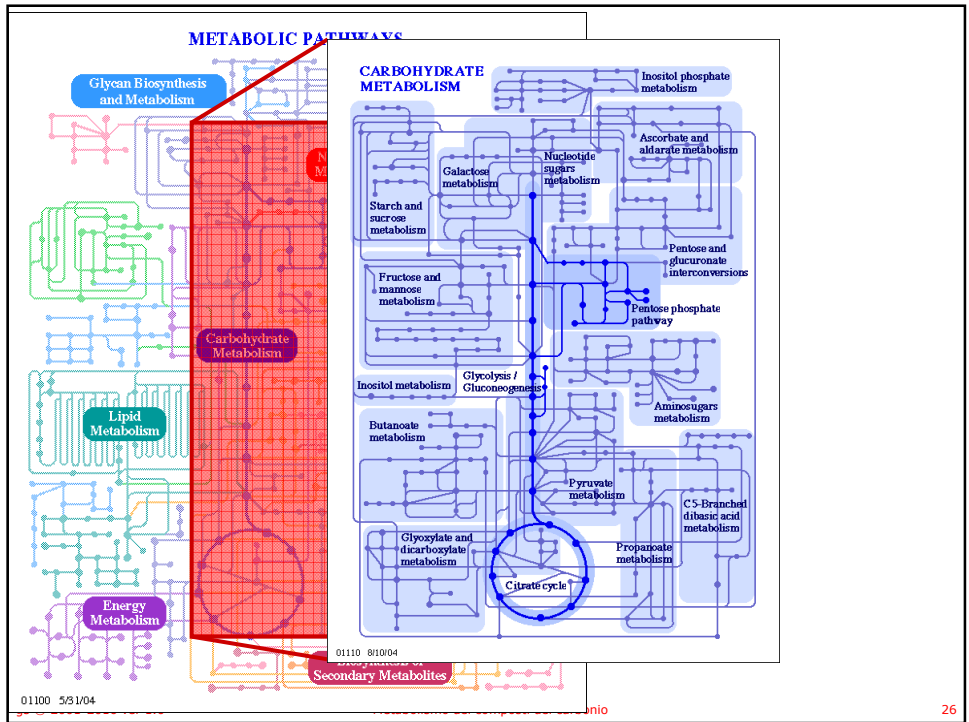 METABOLIC PATHWAYS
Glycan Biosynthesis
and Metabolism
Carbohydrate
Metabolism
Lipid
Metabolism
Energy
Metabolism
Biosynthesis of
Secondary Metabolites
01100 5/31/04
CARBOHYDRATE
METABOLISM
Inositol phosphate
metabolism
Ascorbate and
aldarate metabolism
Nucleotide
sugars
metabolism
Galactose
metabolism
Starch and
sucrose
metabolism
Pentose and
glucuronate
interconversions
Fructose and
mannose
metabolism
Pentose phosphate
pathway
Glycolysis /
Gluconeogenesis
Inositol metabolism
Aminosugars
metabolism
Butanoate
metabolism
Pyruvate
metabolism
C5-Branched
dibasic acid
metabolism
Glyoxylate and
dicarboxylate
metabolism
Propanoate
metabolism
Citrate cycle
01110 8/10/04
26